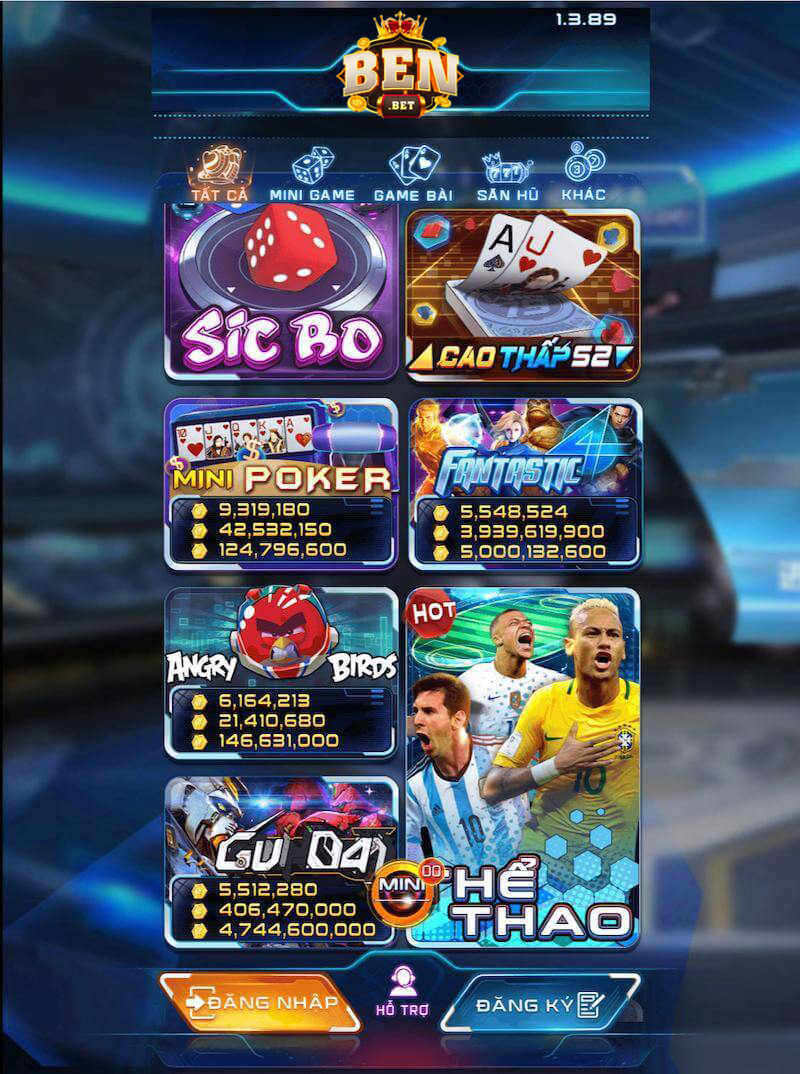 1.3.89
BEN
.BET
TẤT CẢ
MINI GAME
GAME BÀI
SĂN HŨ
KHÁC
SIC BO
A
J
CAO THẤP 52
10 J Q K A
MINI POKER
9,319,180
42,532,150
124,796,600
FANTASTIC 4
5,548,524
3,939,619,900
5,000,132,600
ANGRY BIRDS
6,164,213
21,410,680
146,631,000
HOT
10
10
THỂ
THAO
5,512,280
406,470,000
4,744,600,000
MINI
00
ĐĂNG NHẬP
HỖ TRỢ
ĐĂNG KÝ